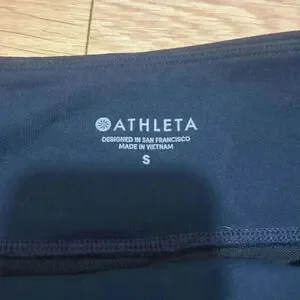 ATHLETA
DESIGNED IN SAN FRANCISCO
MADE IN VIETNAM
S